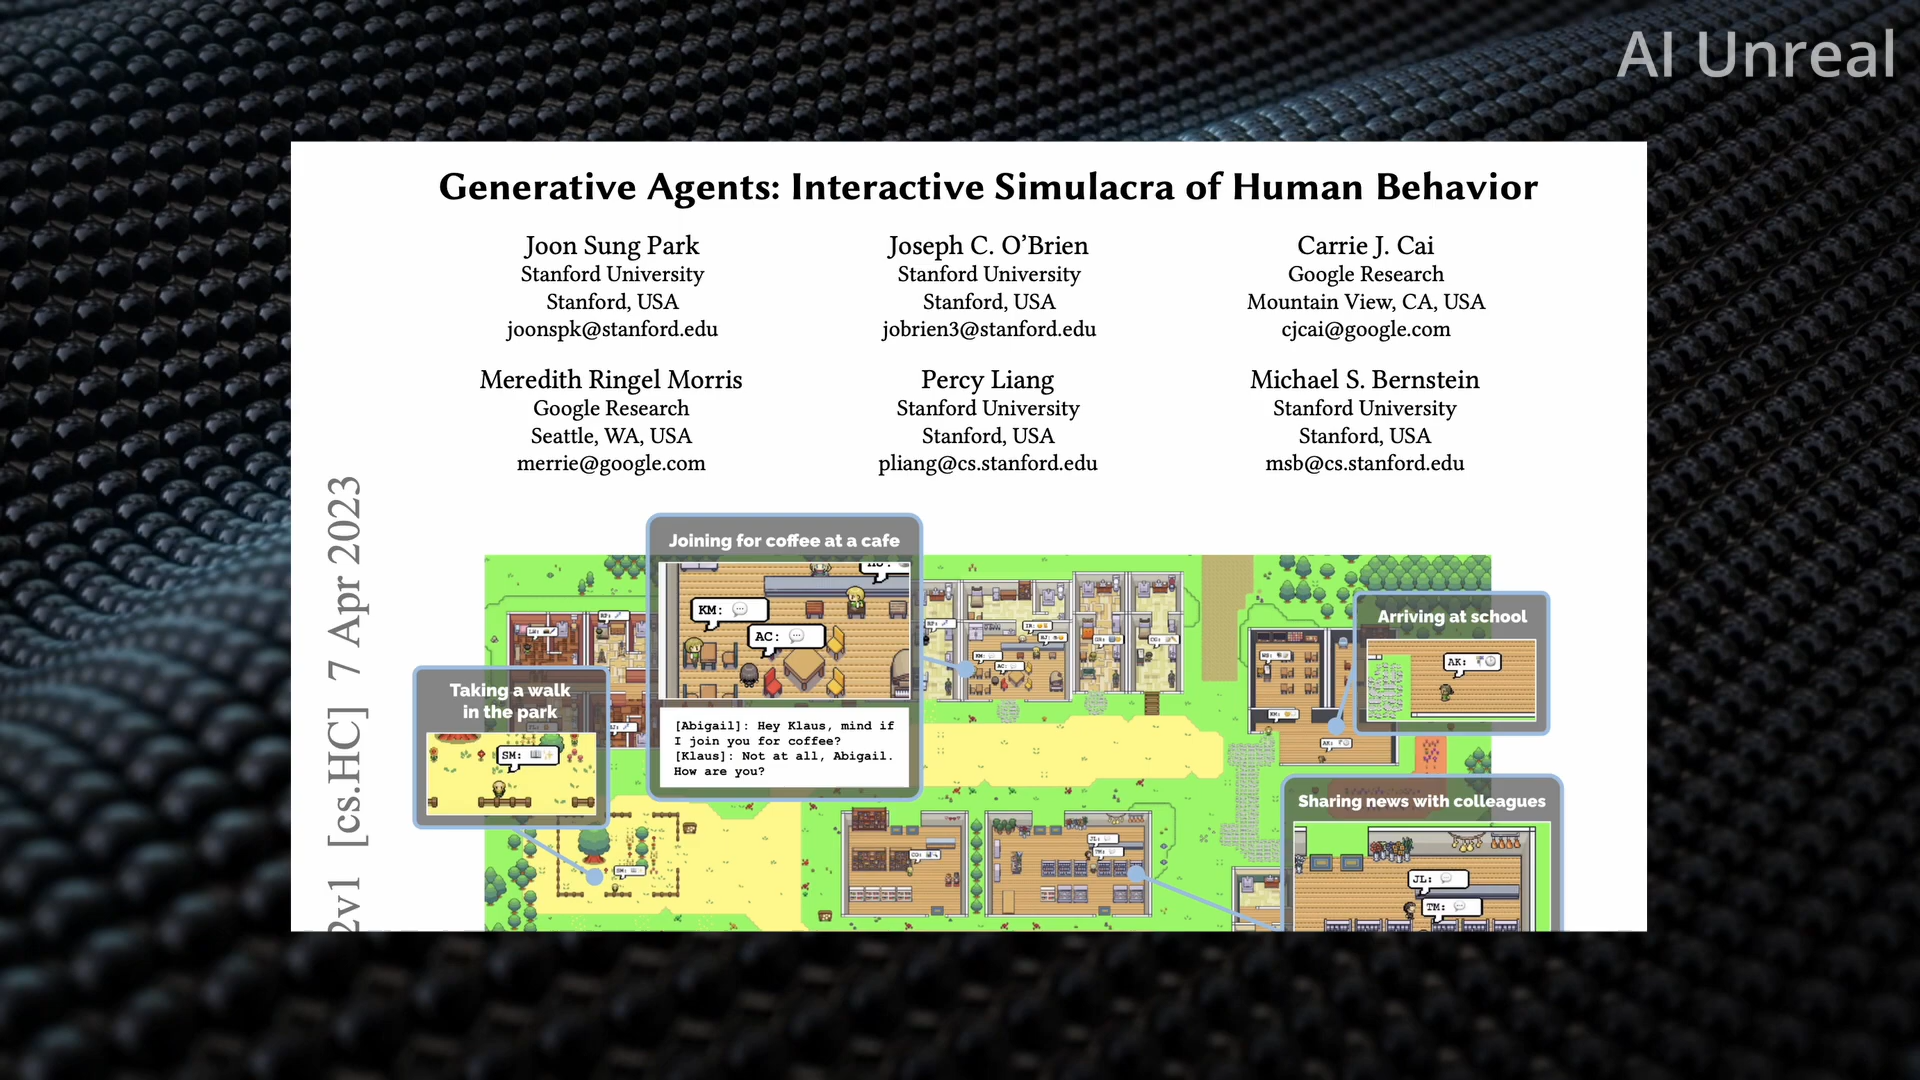 AI Unreal
Generative Agents: Interactive Simulacra of Human Behavior
Joon Sung Park
Stanford University
Stanford, USA
joonspk@stanford.edu
Joseph C. O’Brien
Stanford University
Stanford, USA
jobrien3@stanford.edu
Carrie J. Cai
Google Research
Mountain View, CA, USA
cjcai@google.com
Meredith Ringel Morris
Google Research
Seattle, WA, USA
merrie@google.com
Percy Liang
Stanford University
Stanford, USA
pliang@cs.stanford.edu
Michael S. Bernstein
Stanford University
Stanford, USA
msb@cs.stanford.edu
2v1 [cs.HC] 7 Apr 2023
Joining for coffee at a cafe
KM:
AC:
[Abigail]: Hey Klaus, mind if
I join you for coffee?
[Klaus]: Not at all, Abigail.
How are you?
Taking a walk
in the park
SM:
Arriving at school
AK:
Sharing news with colleagues
JL:
TM: